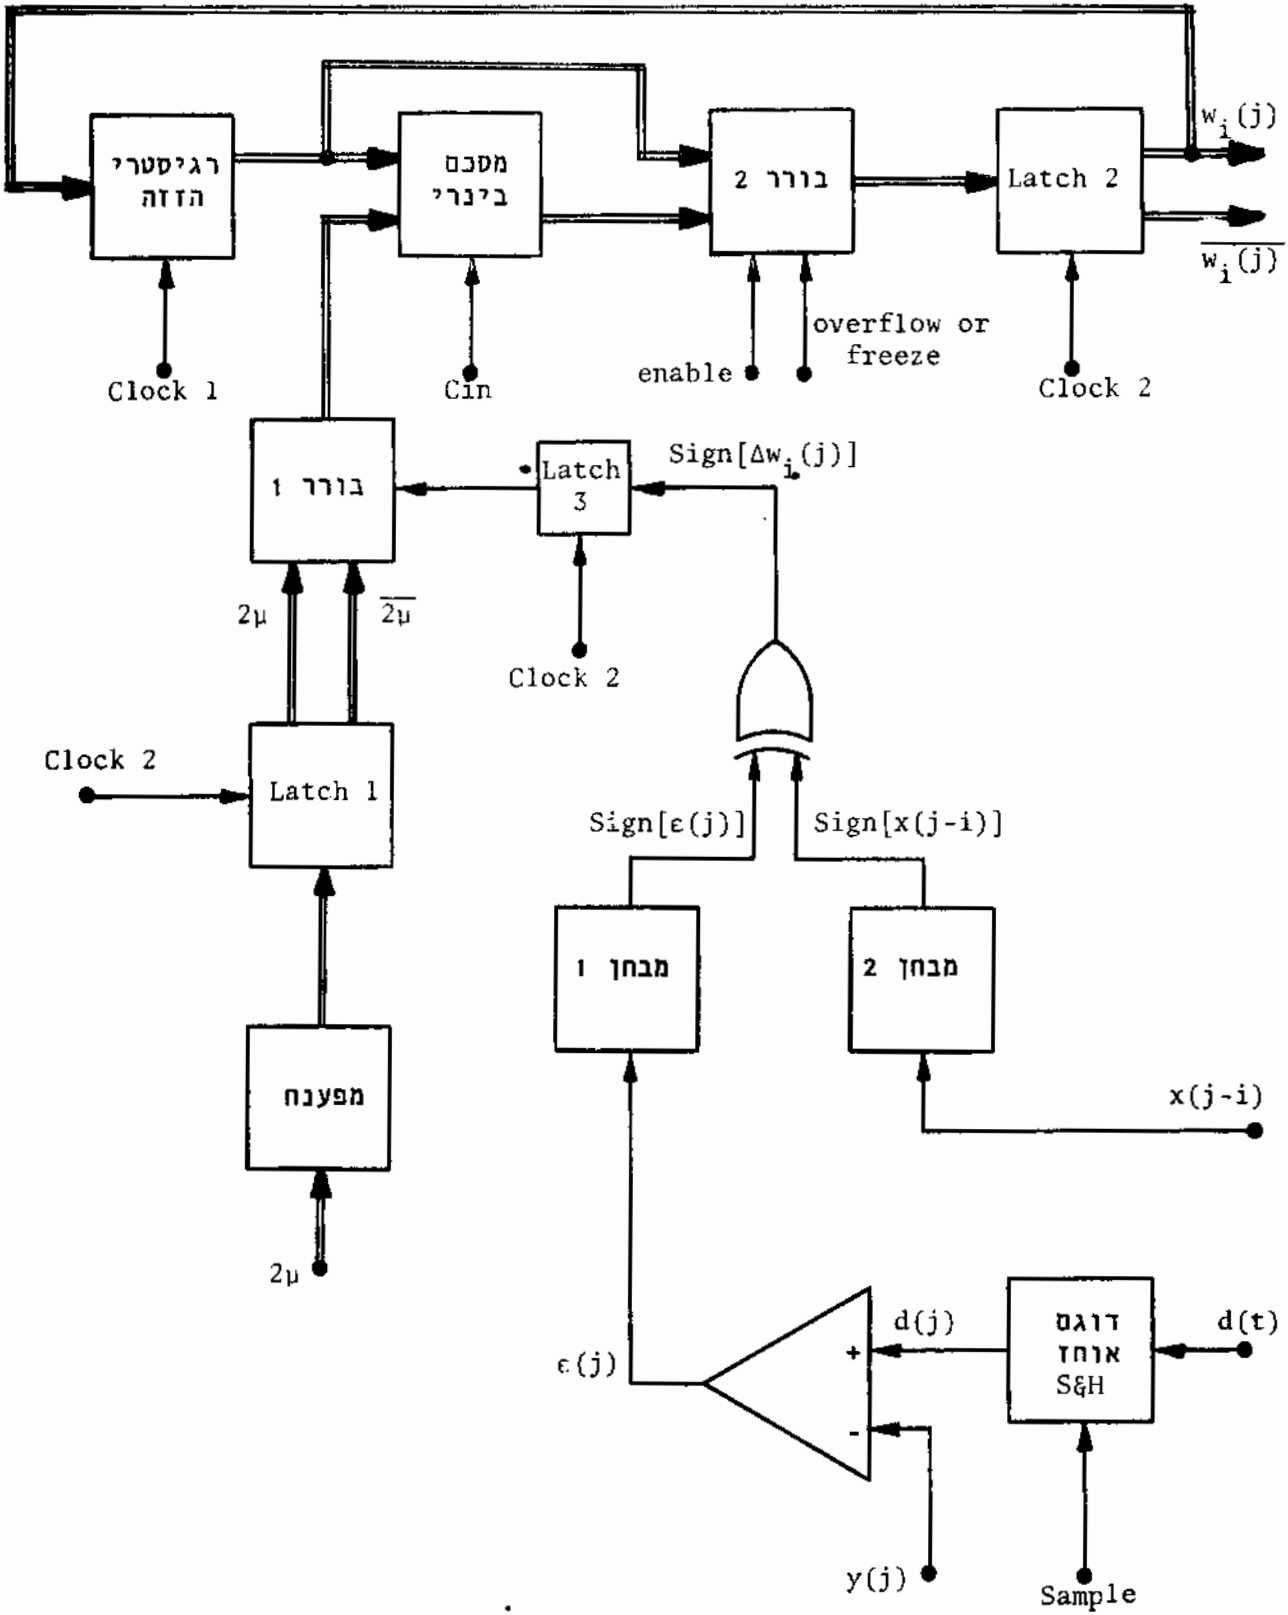 w_i(j)
רגיסטרי
הזזה
מסכם
בינרי
בורר 2
Latch 2
\overline{w_i(j)}
overflow or
freeze
enable
Clock 1
Cin
Clock 2
Sign[Δw_i(j)]
בורר 1
Latch
3
2μ
\overline{2μ}
Clock 2
Clock 2
Latch 1
Sign[ε(j)]
Sign[x(j-i)]
מבחן 1
מבחן 2
מפענח
x(j-i)
2μ
דוגם
אוחז
S&H
d(j)
d(t)
+
ε(j)
-
y(j)
Sample